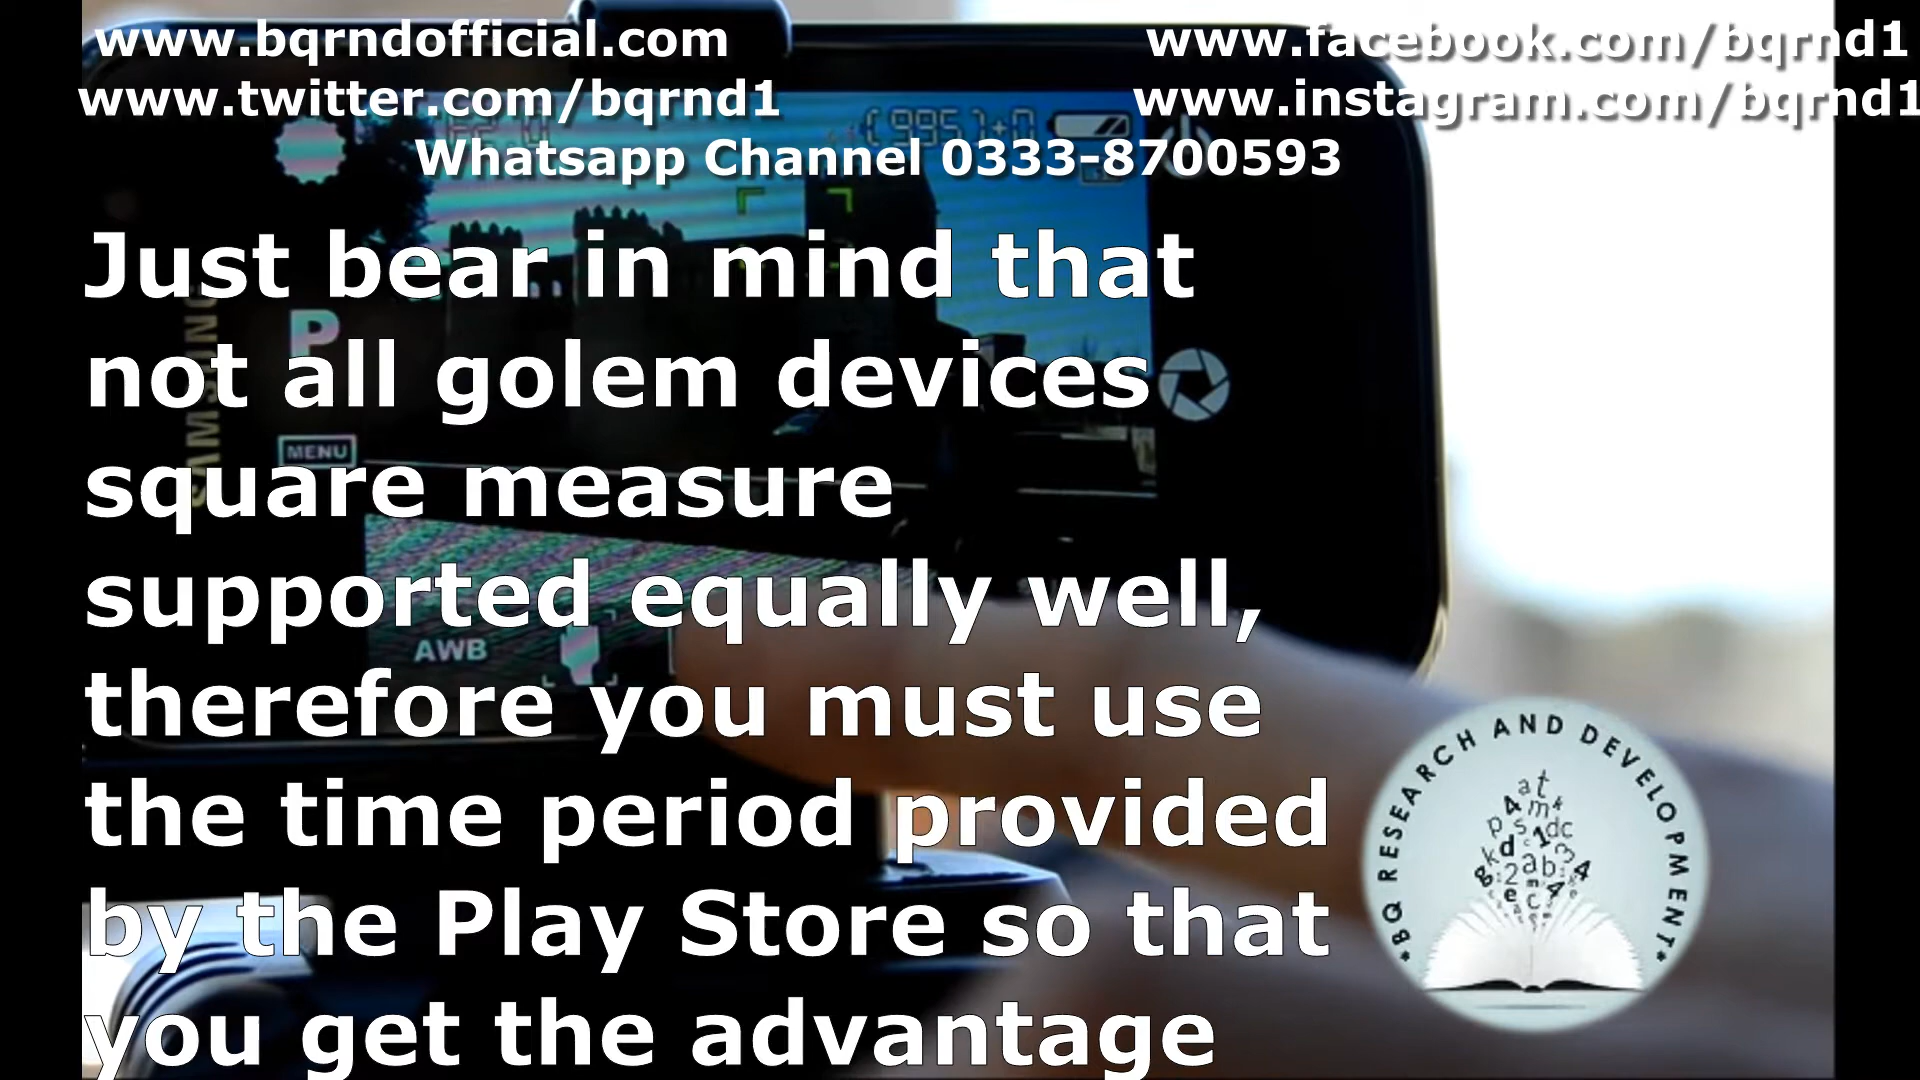 www.bqrndofficial.com
www.facebook.com/bqrnd1
www.twitter.com/bqrnd1
www.instagram.com/bqrnd1
Whatsapp Channel 0333-8700593
(995)+0
Just bear in mind that
not all golem devices
square measure
supported equally well,
therefore you must use
the time period provided
by the Play Store so that
you get the advantage
SAMSUNG
P
MENU
AWB
*BQ RESEARCH AND DEVELOPMENT*